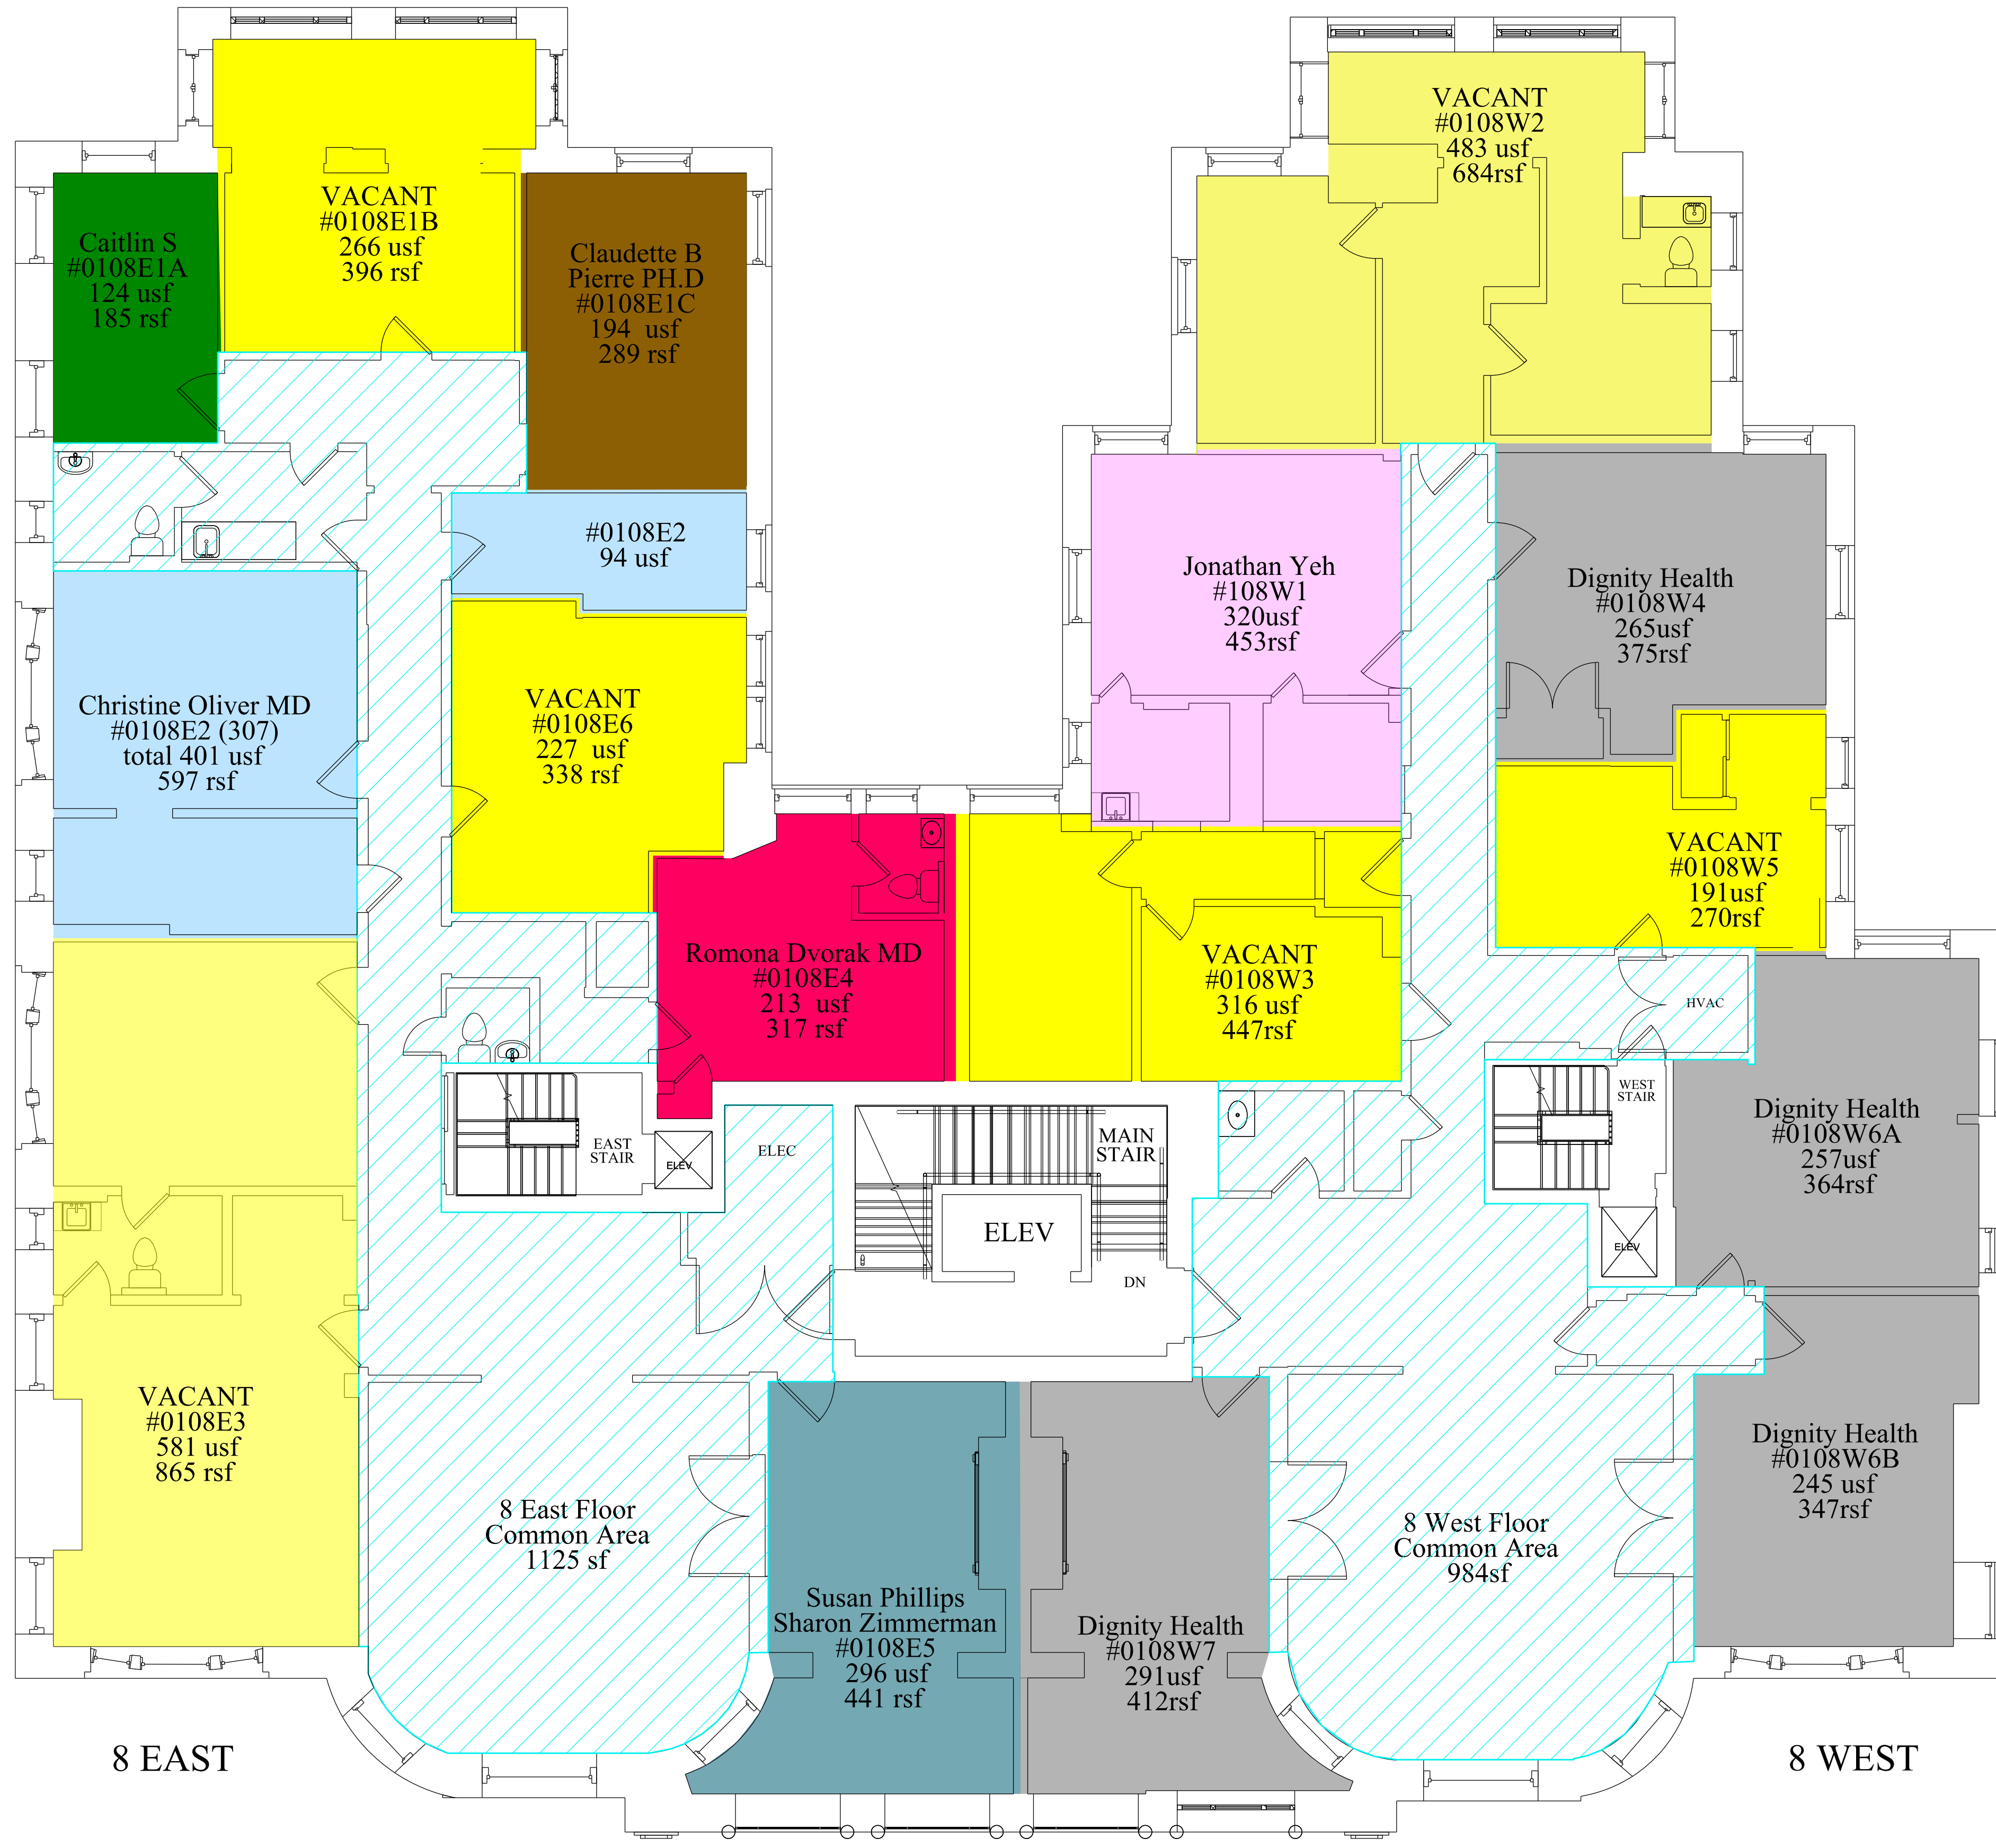 VACANT
#0108E1B
266 usf
396 rsf
Caitlin S
#0108E1A
124 usf
185 rsf
Claudette B
Pierre PH.D
#0108E1C
194 usf
289 rsf
#0108E2
94 usf
Christine Oliver MD
#0108E2 (307)
total 401 usf
597 rsf
VACANT
#0108E6
227 usf
338 rsf
Romona Dvorak MD
#0108E4
213 usf
317 rsf
EAST
STAIR
ELEV
ELEC
VACANT
#0108E3
581 usf
865 rsf
8 East Floor
Common Area
1125 sf
Susan Phillips
Sharon Zimmerman
#0108E5
296 usf
441 rsf
8 EAST
MAIN
STAIR
ELEV
DN
VACANT
#0108W2
483 usf
684rsf
Jonathan Yeh
#108W1
320usf
453rsf
Dignity Health
#0108W4
265usf
375rsf
VACANT
#0108W5
191usf
270rsf
VACANT
#0108W3
316 usf
447rsf
HVAC
WEST
STAIR
ELEV
Dignity Health
#0108W6A
257usf
364rsf
Dignity Health
#0108W6B
245 usf
347rsf
8 West Floor
Common Area
984sf
Dignity Health
#0108W7
291usf
412rsf
8 WEST